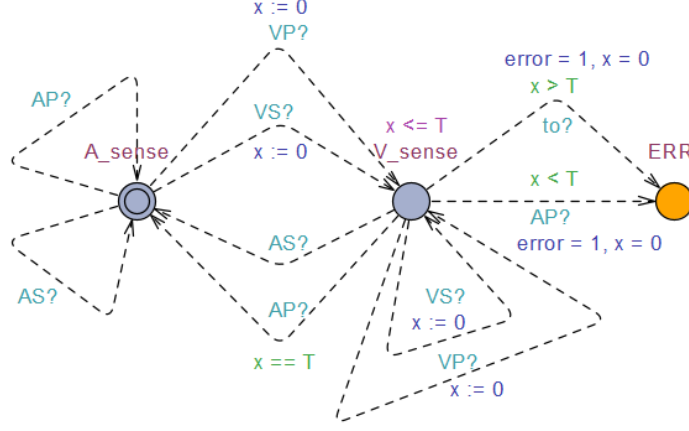 x := 0
VP?
error = 1, x = 0
x > T
AP?
VS?
x <= T
to?
A_sense
x := 0
V_sense
ERR
x < T
AS?
AP?
error = 1, x = 0
AS?
VS?
AP?
x := 0
x == T
VP?
x := 0